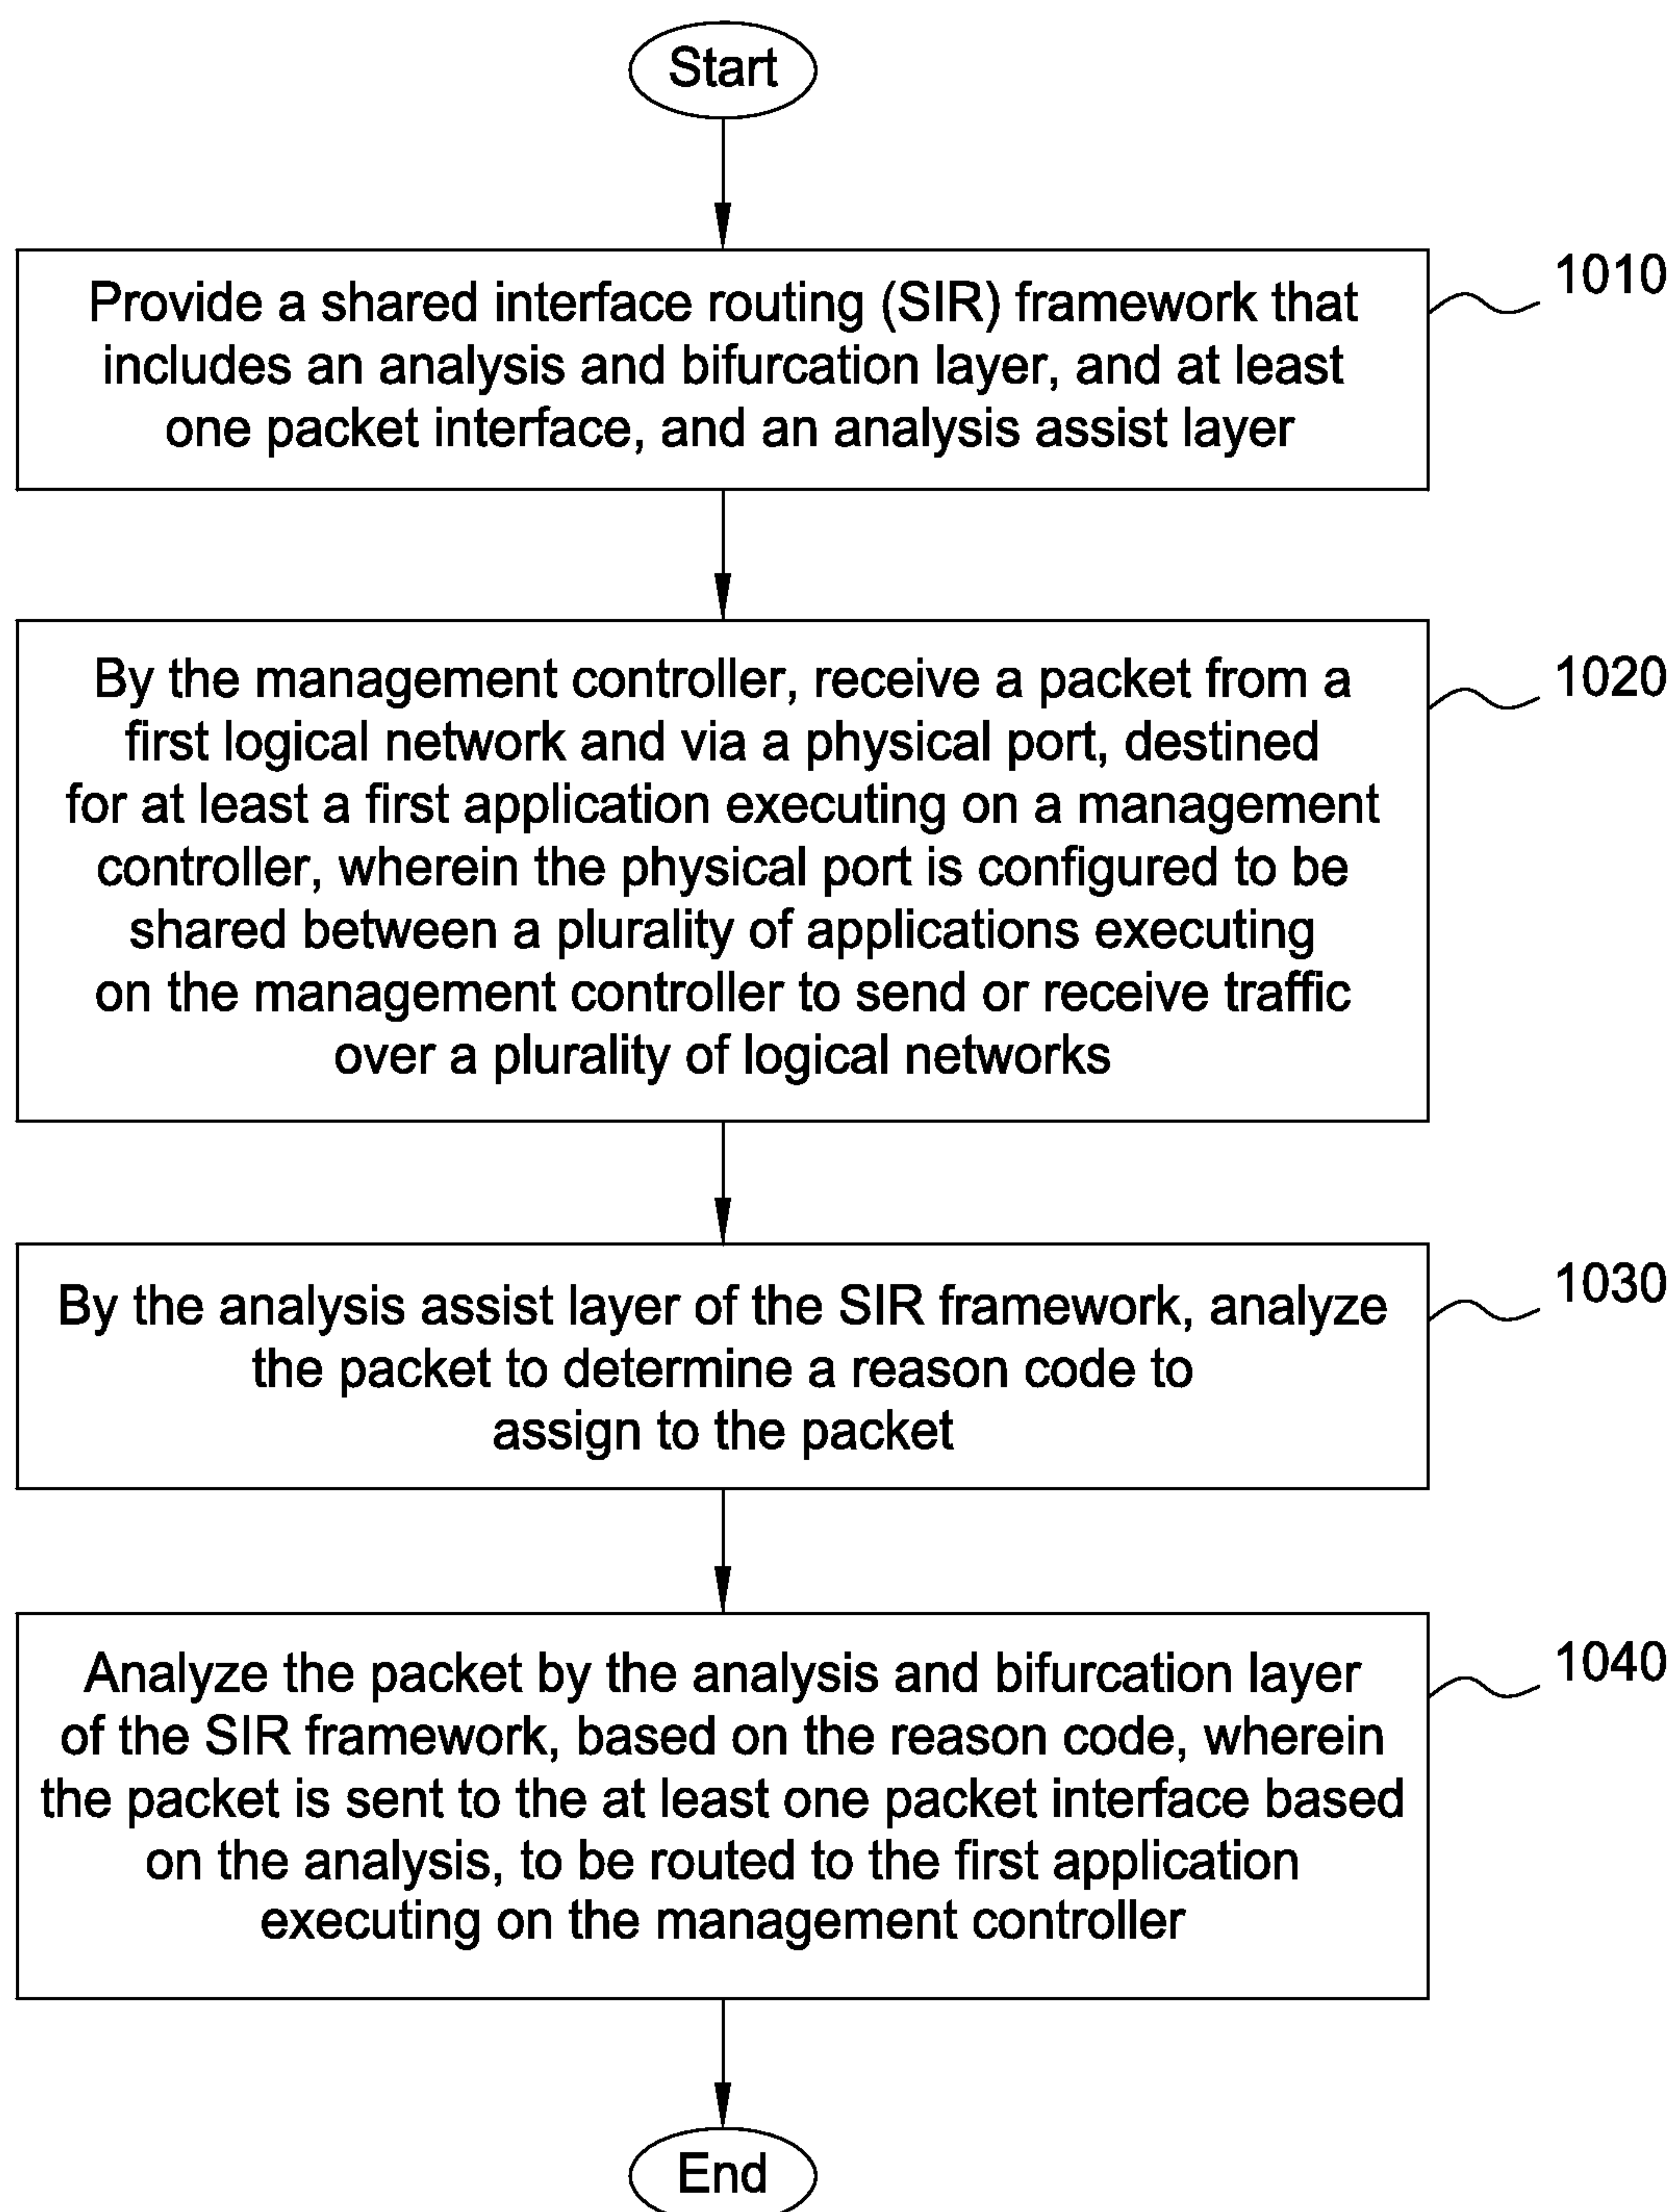 Start
Provide a shared interface routing (SIR) framework that
includes an analysis and bifurcation layer, and at least
one packet interface, and an analysis assist layer
1010
By the management controller, receive a packet from a
first logical network and via a physical port, destined
for at least a first application executing on a management
controller, wherein the physical port is configured to be
shared between a plurality of applications executing
on the management controller to send or receive traffic
over a plurality of logical networks
1020
By the analysis assist layer of the SIR framework, analyze
the packet to determine a reason code to
assign to the packet
1030
Analyze the packet by the analysis and bifurcation layer
of the SIR framework, based on the reason code, wherein
the packet is sent to the at least one packet interface based
on the analysis, to be routed to the first application
executing on the management controller
1040
End